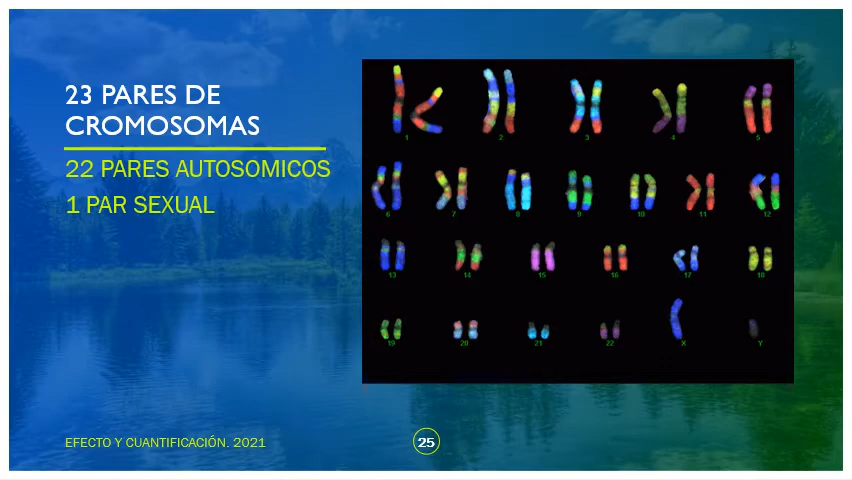 23 PARES DE
CROMOSOMAS
22 PARES AUTOSOMICOS
1 PAR SEXUAL
1 2 3 4 5
6 7 8 9 10 11 12
13 14 15 16 17 18
19 20 21 22 X Y
EFECTO Y CUANTIFICACIÓN. 2021
25